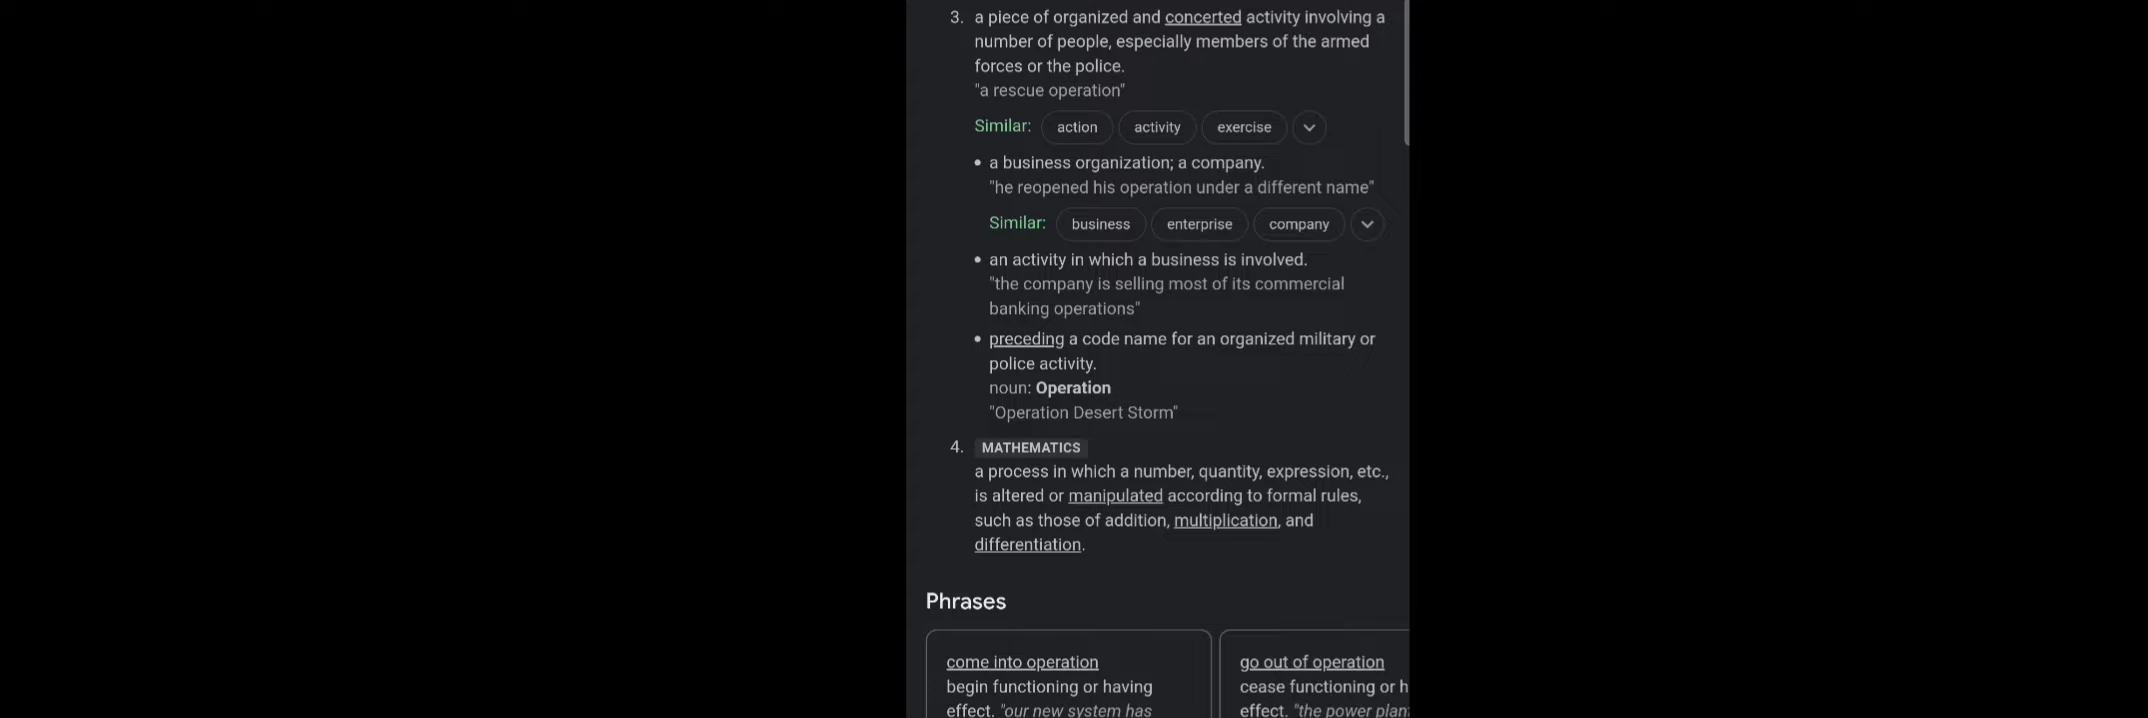 3. a piece of organized and concerted activity involving a
number of people, especially members of the armed
forces or the police.
"a rescue operation"
Similar: action activity exercise
• a business organization; a company.
"he reopened his operation under a different name"
Similar: business enterprise company
• an activity in which a business is involved.
"the company is selling most of its commercial
banking operations"
• preceding a code name for an organized military or
police activity.
noun: Operation
"Operation Desert Storm"
4. MATHEMATICS
a process in which a number, quantity, expression, etc.,
is altered or manipulated according to formal rules,
such as those of addition, multiplication, and
differentiation.
Phrases
come into operation
begin functioning or having
effect. "our new system has
go out of operation
cease functioning or h
effect. "the power plan